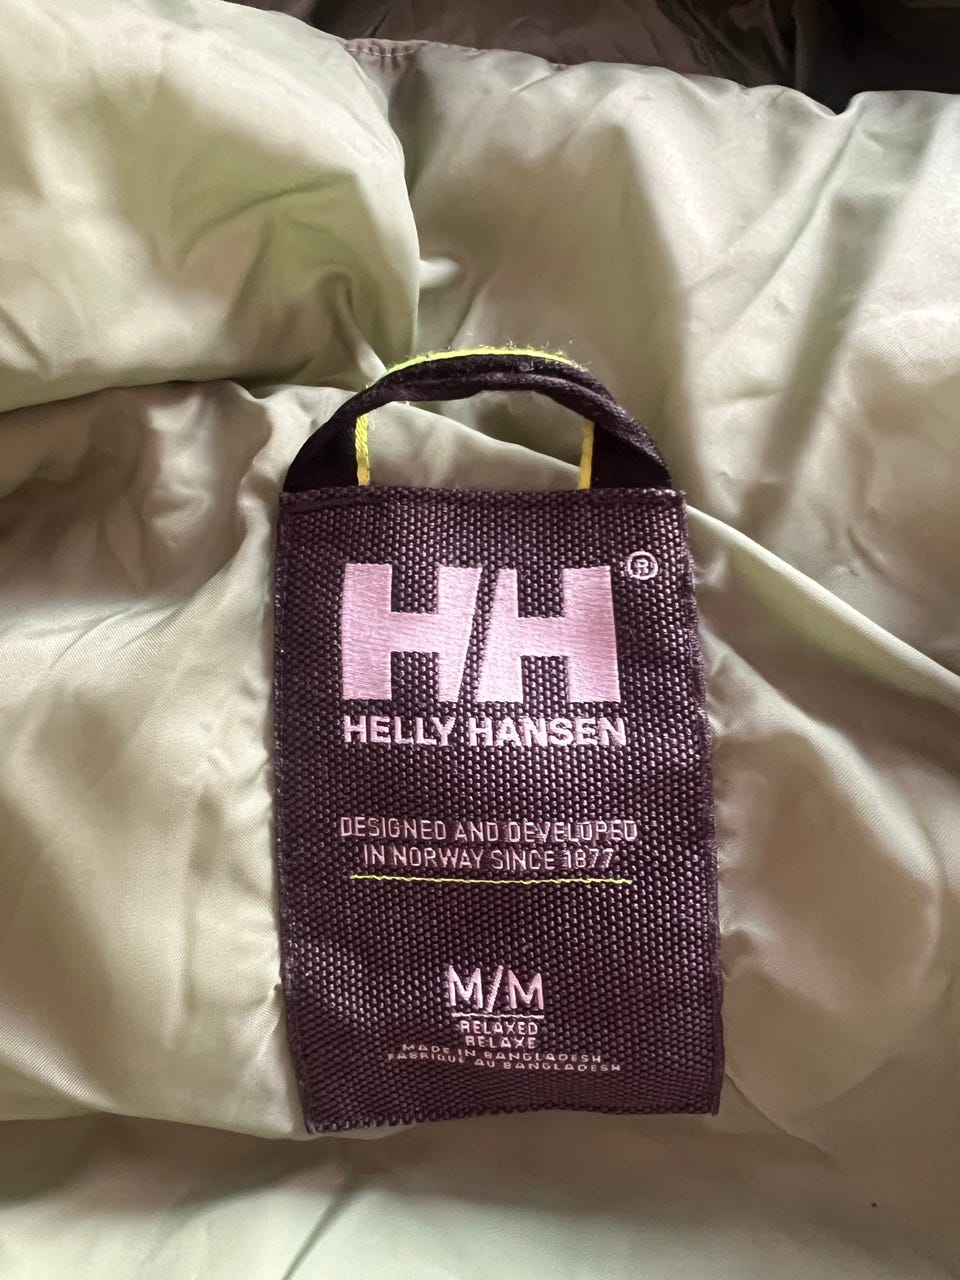 HH®
HELLY HANSEN
DESIGNED AND DEVELOPED
IN NORWAY SINCE 1877
M/M
RELAXED
RELAXE
MADE IN BANGLADESH
FABRIQUE AU BANGLADESH